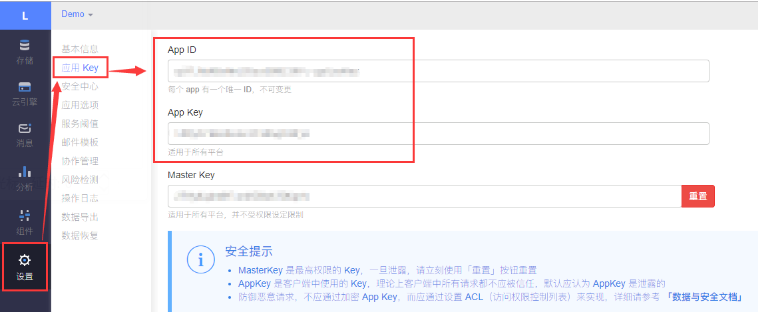 L
Demo
存储
云引擎
消息
分析
组件
设置
基本信息
应用 Key
安全中心
应用选项
服务阈值
邮件模板
协作管理
风险检测
操作日志
数据导出
数据恢复
App ID
每个 app 有一个唯一 ID，不可变更
App Key
适用于所有平台
Master Key
重置
适用于所有平台，并不受权限设定限制
安全提示
MasterKey 是最高权限的 Key，一旦泄露，请立刻使用「重置」按钮重置
AppKey 是客户端中使用的 Key，理论上客户端中所有请求都不应被信任，默认应认为 AppKey 是泄露的
防御恶意请求，不应通过加密 App Key，而应通过设置 ACL（访问权限控制列表）来实现，详细请参考 「数据与安全文档」